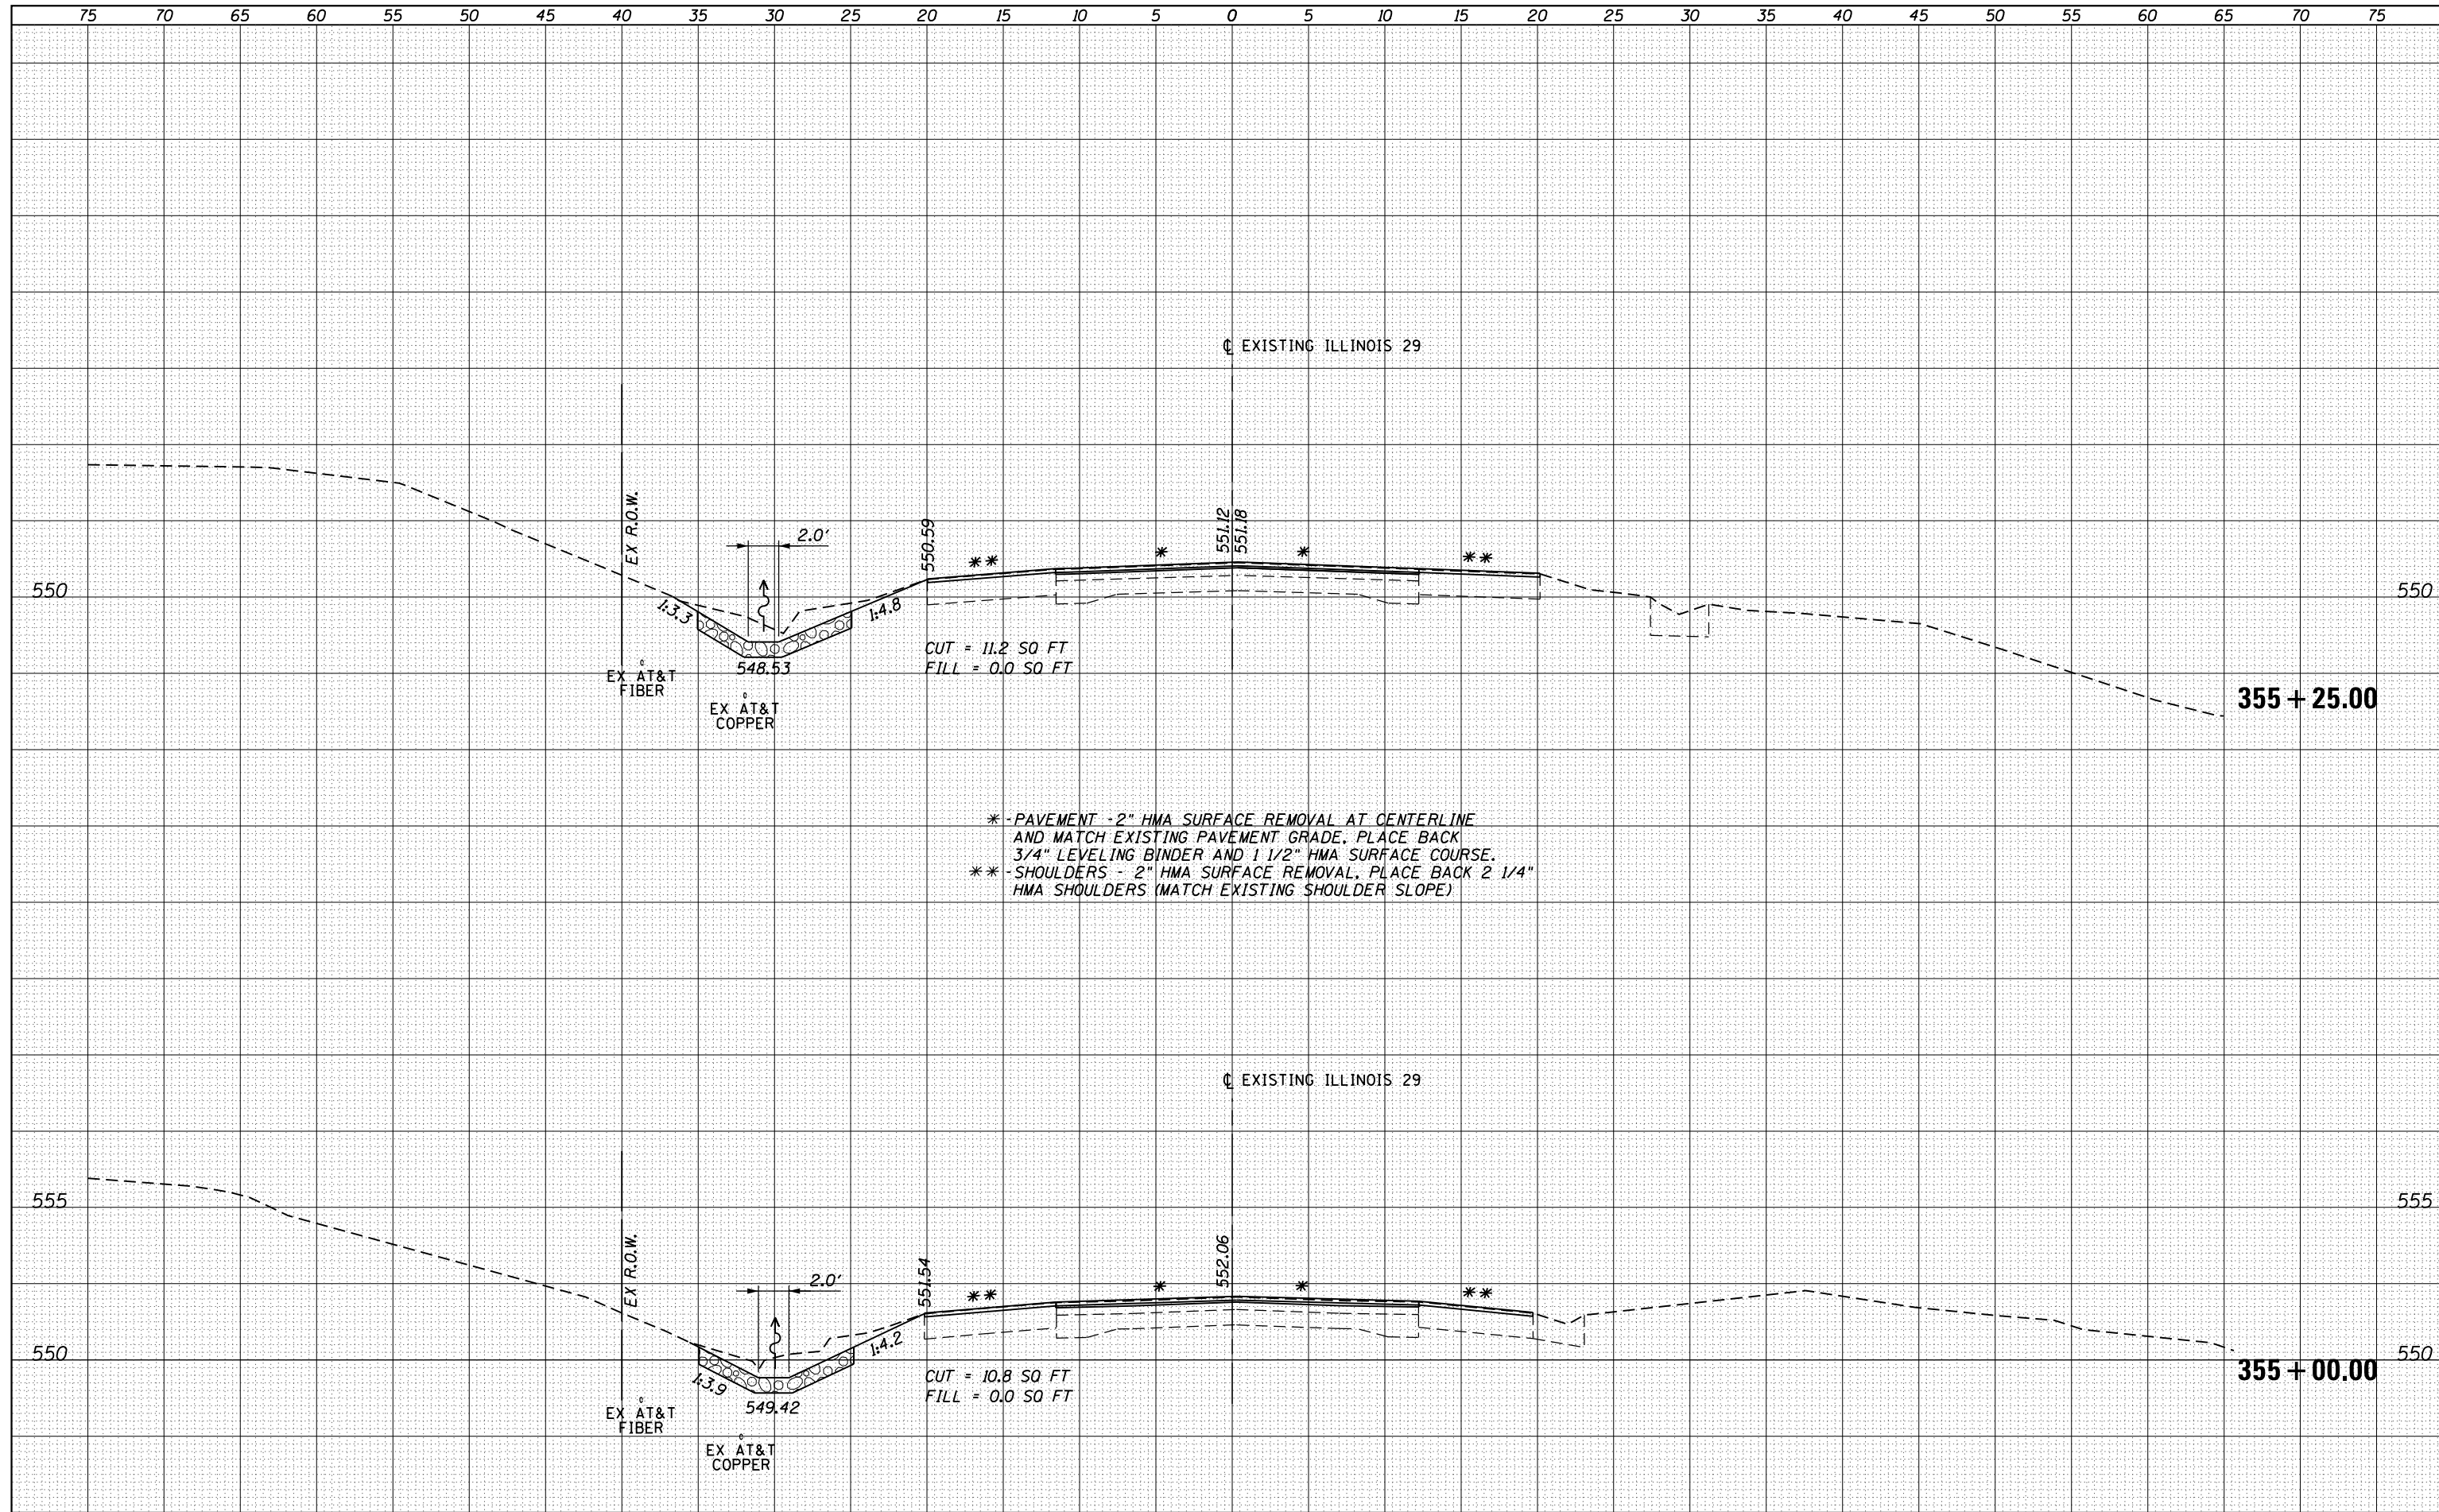 75 70 65 60 55 50 45 40 35 30 25 20 15 10 5 0 5 10 15 20 25 30 35 40 45 50 55 60 65 70 75
℄ EXISTING ILLINOIS 29
EX R.O.W.
2.0'
550.59
551.12
551.18
* *
*
*
* *
550
550
1:3.3
1:4.8
548.53
CUT = 11.2 SQ FT
FILL = 0.0 SQ FT
EX AT&T
FIBER
EX AT&T
COPPER
355 + 25.00
* - PAVEMENT - 2" HMA SURFACE REMOVAL AT CENTERLINE
AND MATCH EXISTING PAVEMENT GRADE, PLACE BACK
3/4" LEVELING BINDER AND 1 1/2" HMA SURFACE COURSE.
* * - SHOULDERS - 2" HMA SURFACE REMOVAL, PLACE BACK 2 1/4"
HMA SHOULDERS (MATCH EXISTING SHOULDER SLOPE)
℄ EXISTING ILLINOIS 29
555
555
EX R.O.W.
2.0'
551.54
552.06
* *
*
*
* *
550
550
1:3.9
1:4.2
549.42
CUT = 10.8 SQ FT
FILL = 0.0 SQ FT
EX AT&T
FIBER
EX AT&T
COPPER
355 + 00.00